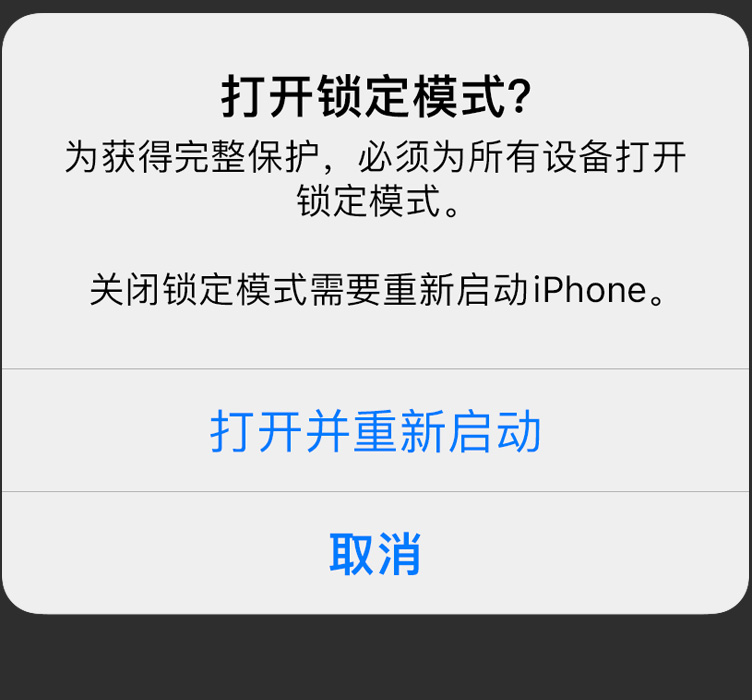 打开锁定模式?
为获得完整保护，必须为所有设备打开
锁定模式。
关闭锁定模式需要重新启动iPhone。
打开并重新启动
取消